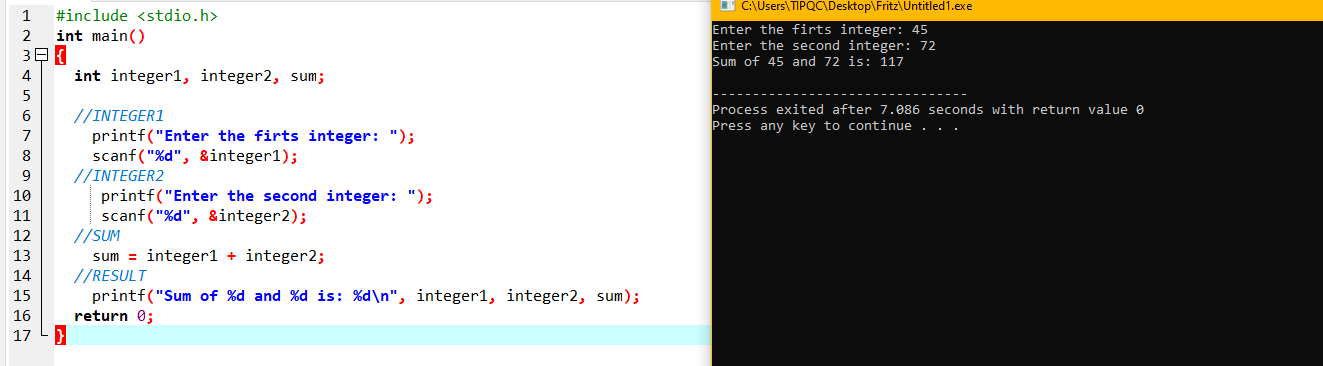 1 #include <stdio.h>
2 int main()
3 {
4 int integer1, integer2, sum;
5
6 //INTEGER1
7 printf("Enter the firts integer: ");
8 scanf("%d", &integer1);
9 //INTEGER2
10 printf("Enter the second integer: ");
11 scanf("%d", &integer2);
12 //SUM
13 sum = integer1 + integer2;
14 //RESULT
15 printf("Sum of %d and %d is: %d\n", integer1, integer2, sum);
16 return 0;
17 }
C:\Users\TIPQC\Desktop\Fritz\Untitled1.exe
Enter the firts integer: 45
Enter the second integer: 72
Sum of 45 and 72 is: 117
--------------------------------
Process exited after 7.086 seconds with return value 0
Press any key to continue . . .